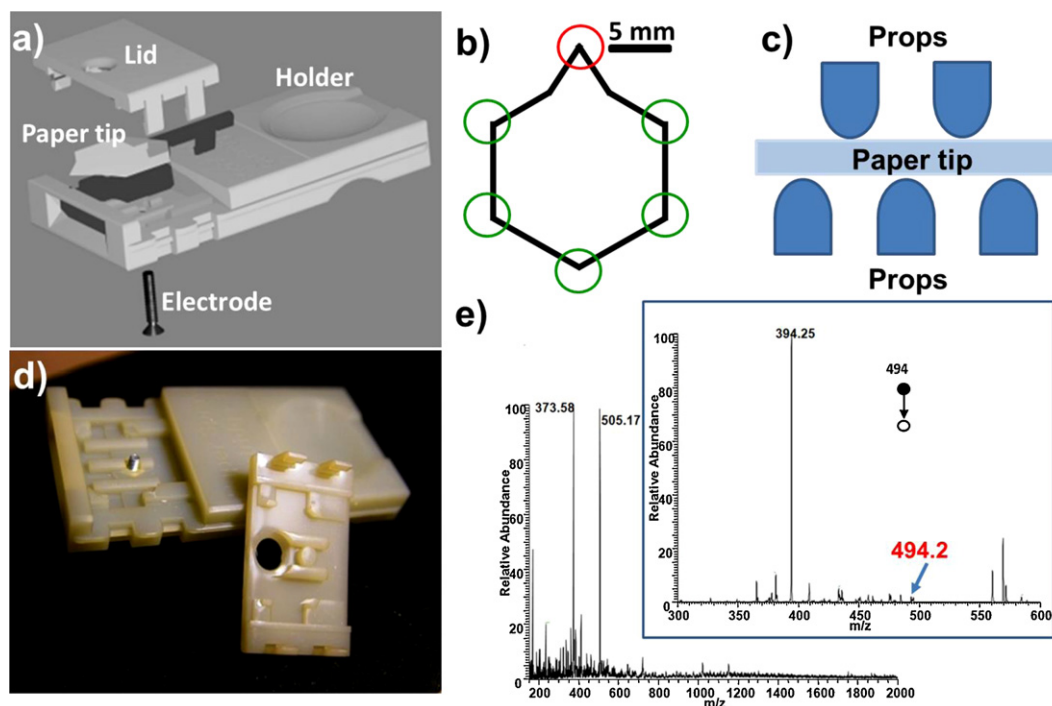 a)
Lid
Holder
Paper tip
Electrode
b)
5 mm
c)
Props
Paper tip
Props
d)
e)
373.58
505.17
Relative Abundance
100
80
60
40
20
0
200 400 600 800 1000 1200 1400 1600 1800 2000
m/z
394.25
494
494.2
Relative Abundance
100
80
60
40
20
0
300 350 400 450 500 550 600
m/z